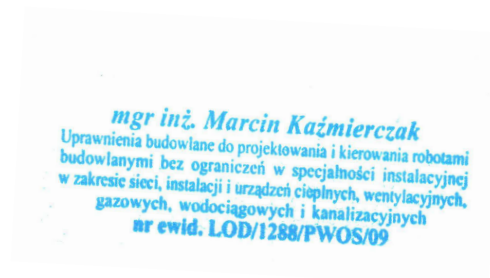 mgr inż. Marcin Kaźmierczak
Uprawnienia budowlane do projektowania i kierowania robotami
budowlanymi bez ograniczeń w specjalności instalacyjnej
w zakresie sieci, instalacji i urządzeń cieplnych, wentylacyjnych,
gazowych, wodociągowych i kanalizacyjnych
nr ewid. LOD/1288/PWOS/09